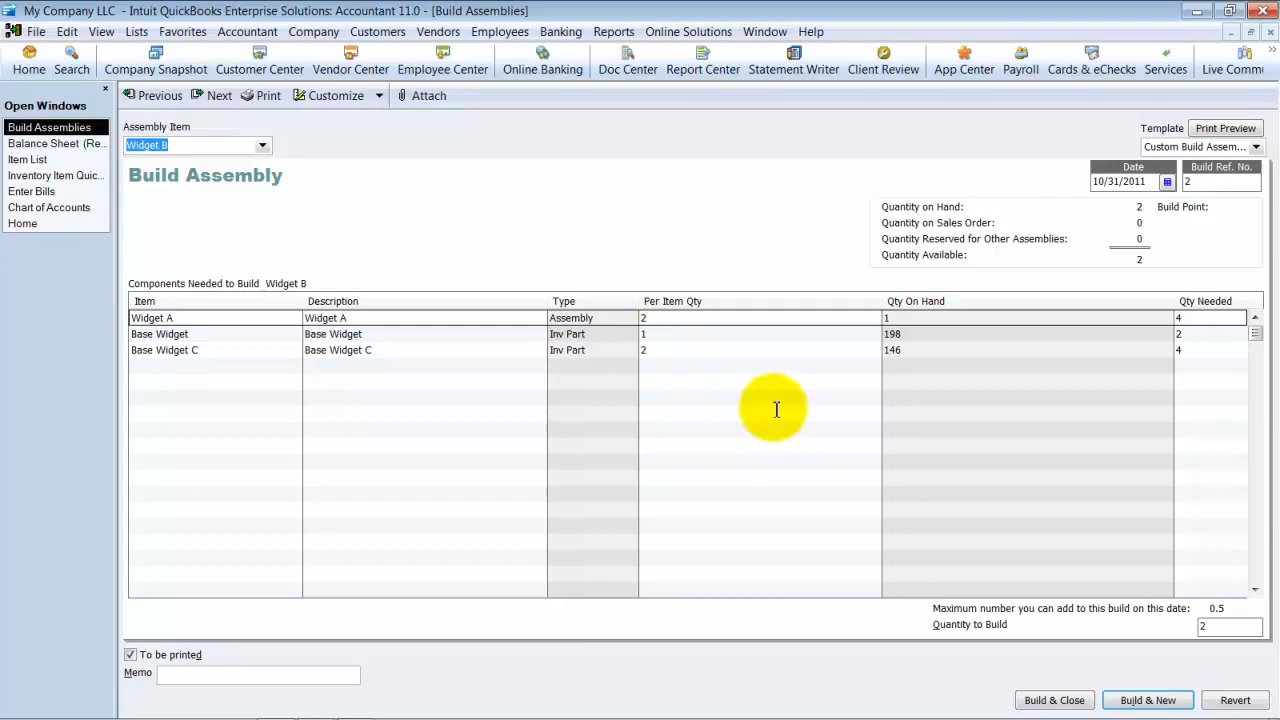 My Company LLC - Intuit QuickBooks Enterprise Solutions: Accountant 11.0 - [Build Assemblies]
File Edit View Lists Favorites Accountant Company Customers Vendors Employees Banking Reports Online Solutions Window Help
Home Search Company Snapshot Customer Center Vendor Center Employee Center Online Banking Doc Center Report Center Statement Writer Client Review App Center Payroll Cards & eChecks Services Live Commu
Previous Next Print Customize Attach
Open Windows
Build Assemblies
Balance Sheet (Re...
Item List
Inventory Item Quic...
Enter Bills
Chart of Accounts
Home
Assembly Item
Widget B
Template Print Preview
Custom Build Assem...
Build Assembly
Date Build Ref. No.
10/31/2011 2
Quantity on Hand: 2 Build Point:
Quantity on Sales Order: 0
Quantity Reserved for Other Assemblies: 0
Quantity Available: 2
Components Needed to Build Widget B
Item Description Type Per Item Qty Qty On Hand Qty Needed
Widget A Widget A Assembly 2 1 4
Base Widget Base Widget Inv Part 1 198 2
Base Widget C Base Widget C Inv Part 2 146 4
Maximum number you can add to this build on this date: 0.5
Quantity to Build 2
To be printed
Memo
Build & Close Build & New Revert